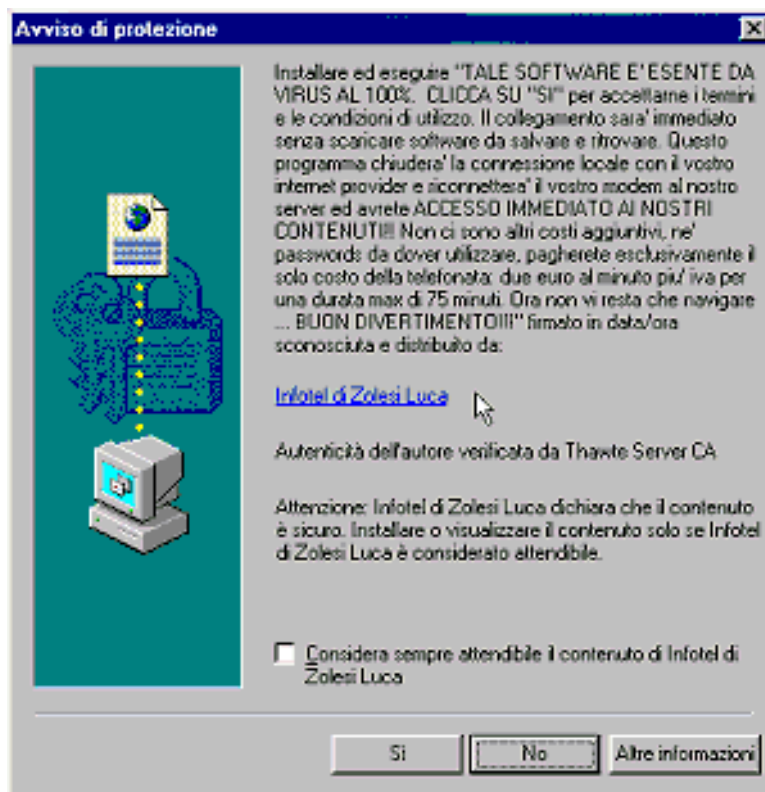 Avviso di protezione
Installare ed eseguire "TALE SOFTWARE E' ESENTE DA
VIRUS AL 100%.  CLICCA SU "SI" per accettarne i termini
e le condizioni di utilizzo. Il collegamento sara' immediato
senza scaricare software da salvare e ritrovare. Questo
programma chiudera' la connessione locale con il vostro
internet provider e riconnettera' il vostro modem al nostro
server ed avrete ACCESSO IMMEDIATO AI NOSTRI
CONTENUTI!!! Non ci sono altri costi aggiuntivi, ne'
passwords da dover utilizzare, pagherete esclusivamente il
solo costo della telefonata: due euro al minuto piu' iva per
una durata max di 75 minuti. Ora non vi resta che navigare
... BUON DIVERTIMENTO!!!!" firmato in data/ora
sconosciuta e distribuito da:
Infotel di Zolesi Luca
Autenticità dell'autore verificata da Thawte Server CA
Attenzione: Infotel di Zolesi Luca dichiara che il contenuto
è sicuro. Installare o visualizzare il contenuto solo se Infotel
di Zolesi Luca è considerato attendibile.
Considera sempre attendibile il contenuto di Infotel di
Zolesi Luca
Sì
No
Altre informazioni